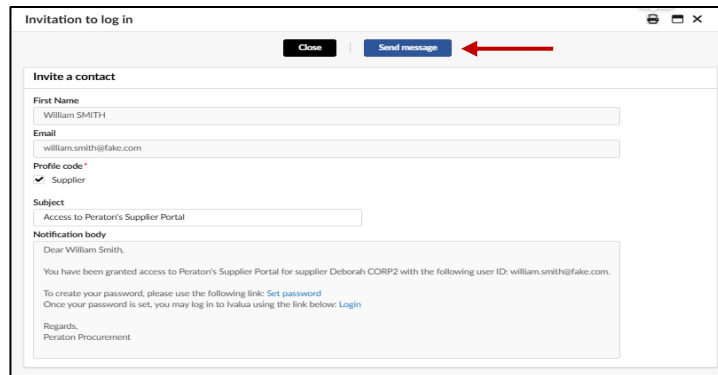 Invitation to log in
Close
Send message
Invite a contact
First Name
William SMITH
Email
william.smith@fake.com
Profile code*
Supplier
Subject
Access to Peraton's Supplier Portal
Notification body
Dear William Smith,
You have been granted access to Peraton's Supplier Portal for supplier Deborah CORP2 with the following user ID: william.smith@fake.com.
To create your password, please use the following link: Set password
Once your password is set, you may log in to Ivalua using the link below: Login
Regards,
Peraton Procurement